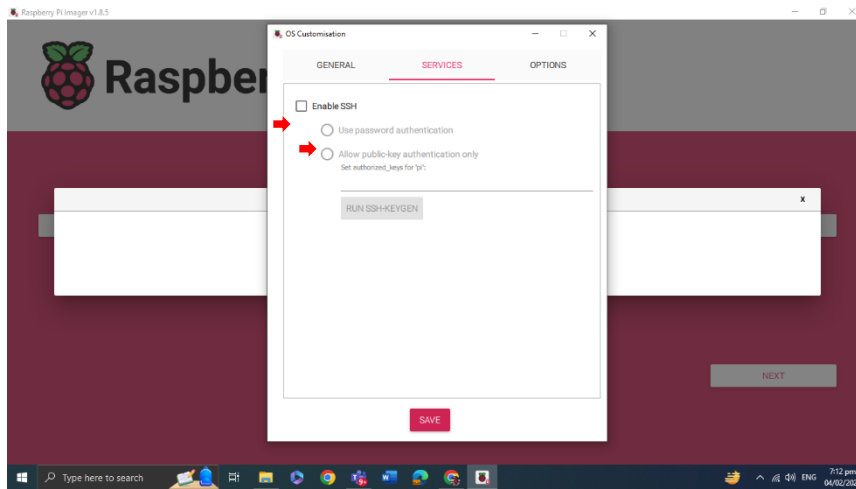 Raspberry Pi Imager v1.8.5
Raspber
OS Customisation
GENERAL
SERVICES
OPTIONS
Enable SSH
Use password authentication
Allow public-key authentication only
Set authorized_keys for 'pi':
RUN SSH-KEYGEN
x
NEXT
SAVE
Type here to search
ENG
7:12 pm
04/02/202